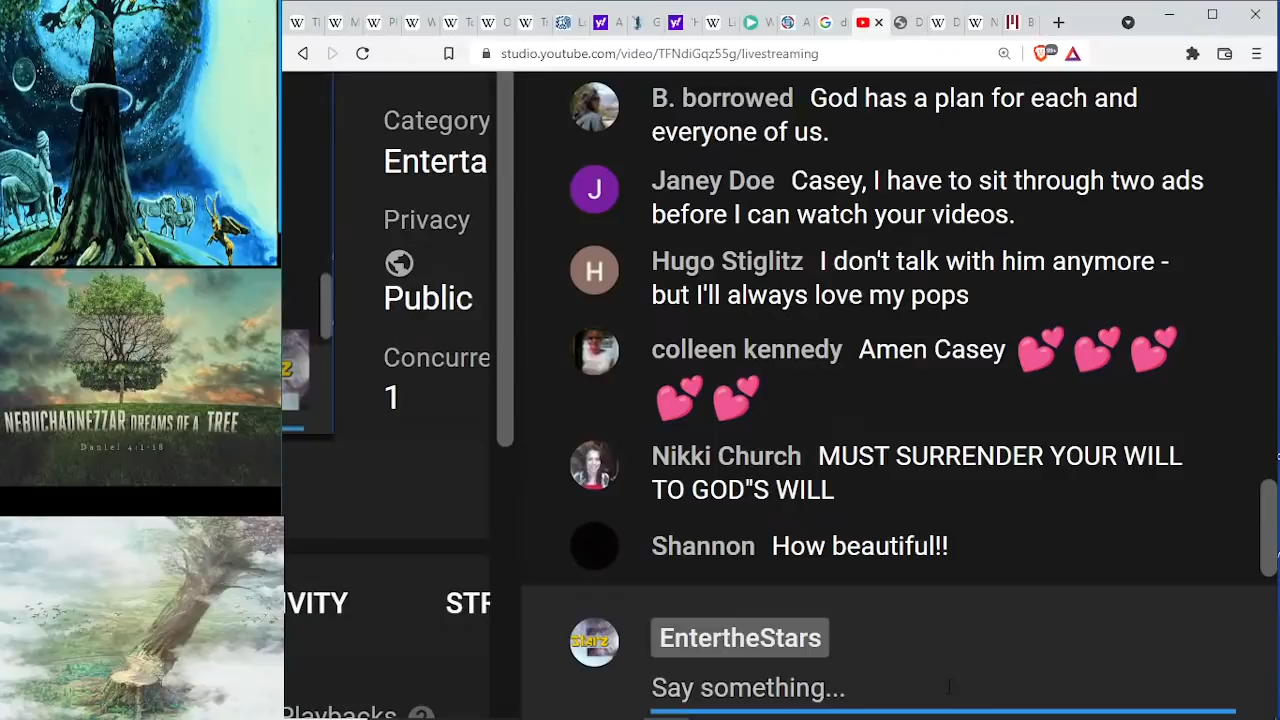 studio.youtube.com/video/TFNdiGqz55g/livestreaming
Category
Enterta
Privacy
Public
Concurre
1
IVITY STR
Playbacks
B. borrowed God has a plan for each and
everyone of us.
Janey Doe Casey, I have to sit through two ads
before I can watch your videos.
Hugo Stiglitz I don't talk with him anymore -
but I'll always love my pops
colleen kennedy Amen Casey 💕💕💕
💕💕
Nikki Church MUST SURRENDER YOUR WILL
TO GOD"S WILL
Shannon How beautiful!!
EntertheStars
Say something...
NEBUCHADNEZZAR DREAMS OF A TREE
Daniel 4:1-18
J
H
STARZ